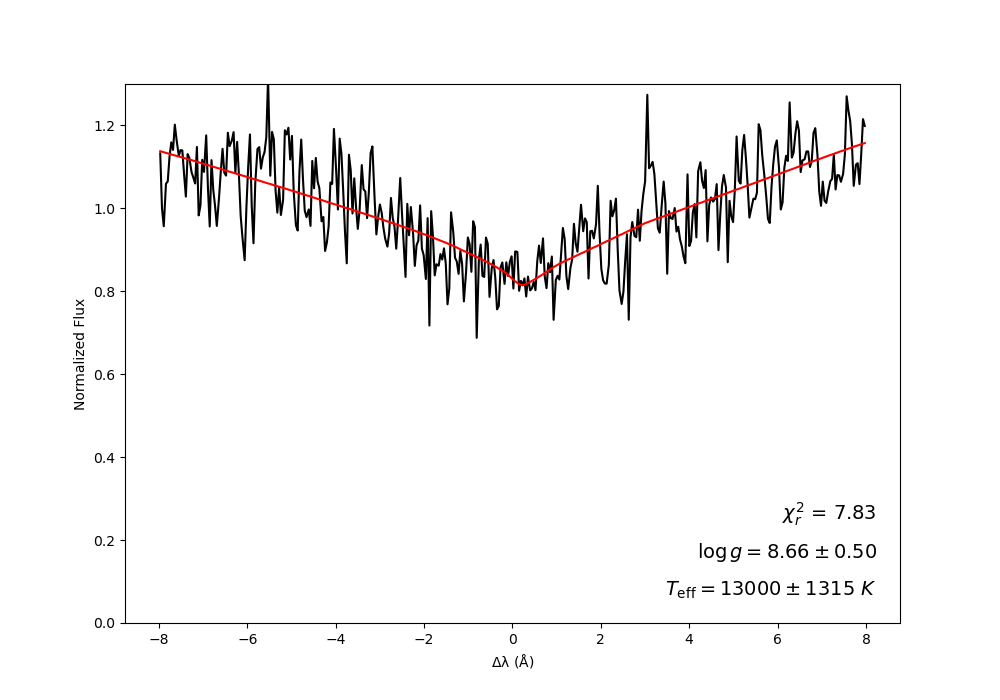 1.2
1.0
0.8
0.6
0.4
0.2
0.0
Normalized Flux
χ²ᵣ = 7.83
log g = 8.66 ± 0.50
T_eff = 13000 ± 1315 K
−8 −6 −4 −2 0 2 4 6 8
Δλ (Å)